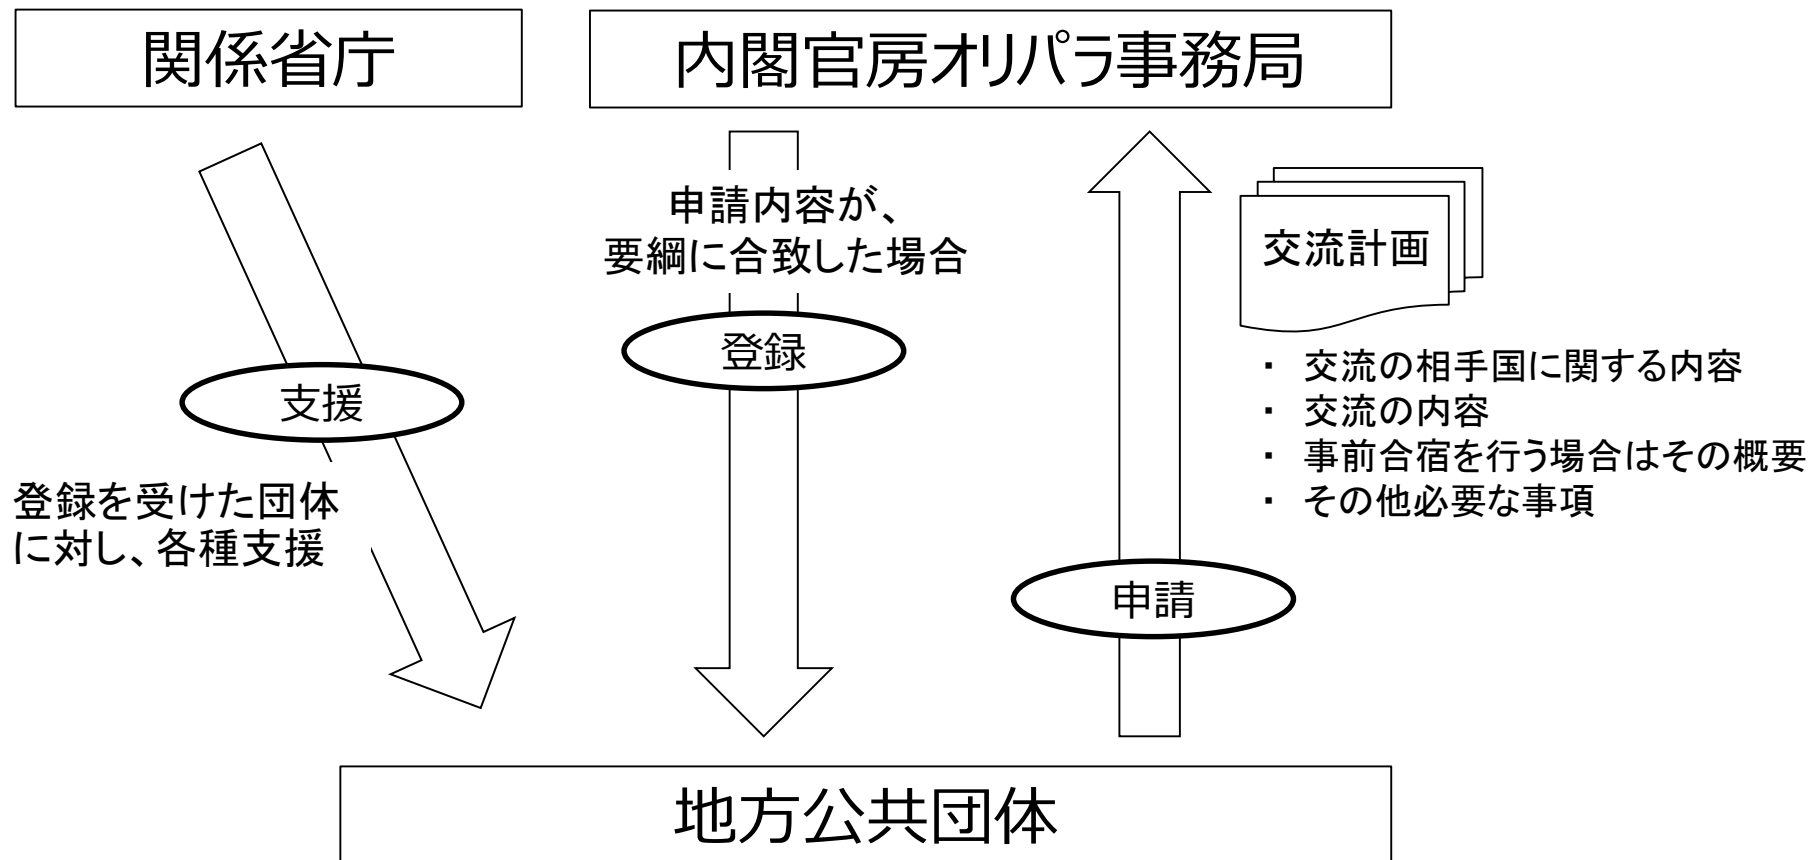 関係省庁
内閣官房オリパラ事務局
申請内容が、
要綱に合致した場合
交流計画
登録
支援
・ 交流の相手国に関する内容
・ 交流の内容
・ 事前合宿を行う場合はその概要
・ その他必要な事項
登録を受けた団体
に対し、各種支援
申請
地方公共団体